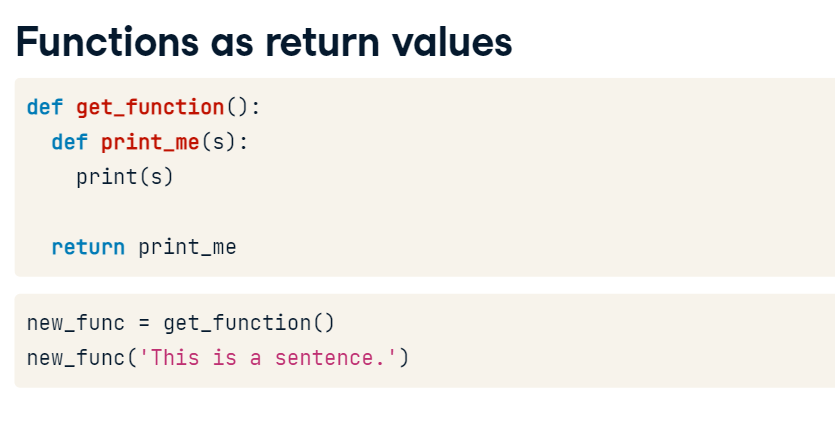 Functions as return values
def get_function():
  def print_me(s):
    print(s)

  return print_me
new_func = get_function()
new_func('This is a sentence.')